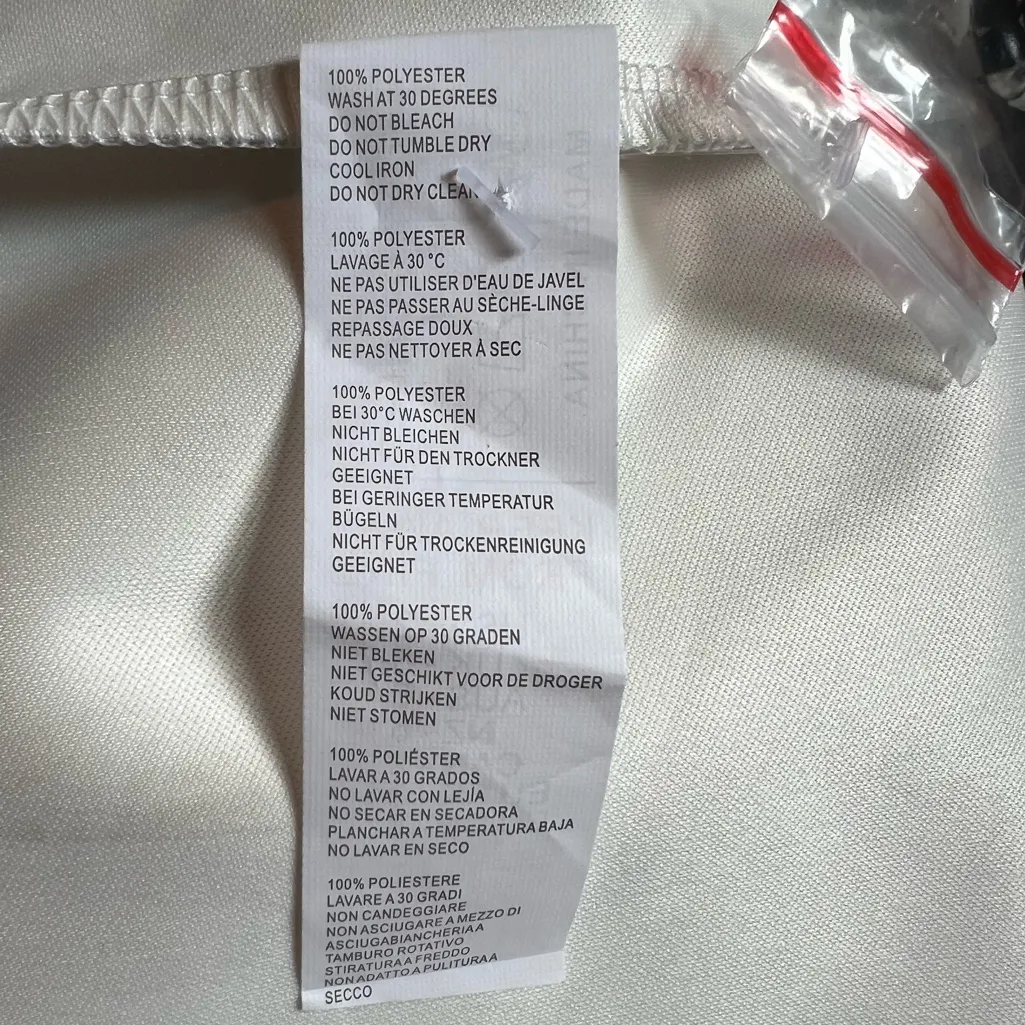 100% POLYESTER
WASH AT 30 DEGREES
DO NOT BLEACH
DO NOT TUMBLE DRY
COOL IRON
DO NOT DRY CLEAN
100% POLYESTER
LAVAGE À 30 °C
NE PAS UTILISER D'EAU DE JAVEL
NE PAS PASSER AU SÈCHE-LINGE
REPASSAGE DOUX
NE PAS NETTOYER À SEC
100% POLYESTER
BEI 30°C WASCHEN
NICHT BLEICHEN
NICHT FÜR DEN TROCKNER
GEEIGNET
BEI GERINGER TEMPERATUR
BÜGELN
NICHT FÜR TROCKENREINIGUNG
GEEIGNET
100% POLYESTER
WASSEN OP 30 GRADEN
NIET BLEKEN
NIET GESCHIKT VOOR DE DROGER
KOUD STRIJKEN
NIET STOMEN
100% POLIÉSTER
LAVAR A 30 GRADOS
NO LAVAR CON LEJÍA
NO SECAR EN SECADORA
PLANCHAR A TEMPERATURA BAJA
NO LAVAR EN SECO
100% POLIESTERE
LAVARE A 30 GRADI
NON CANDEGGIARE
NON ASCIUGARE A MEZZO DI
ASCIUGABIANCHERIA A
TAMBURO ROTATIVO
STIRATURA A FREDDO
NON ADATTO A PULITURA A
SECCO